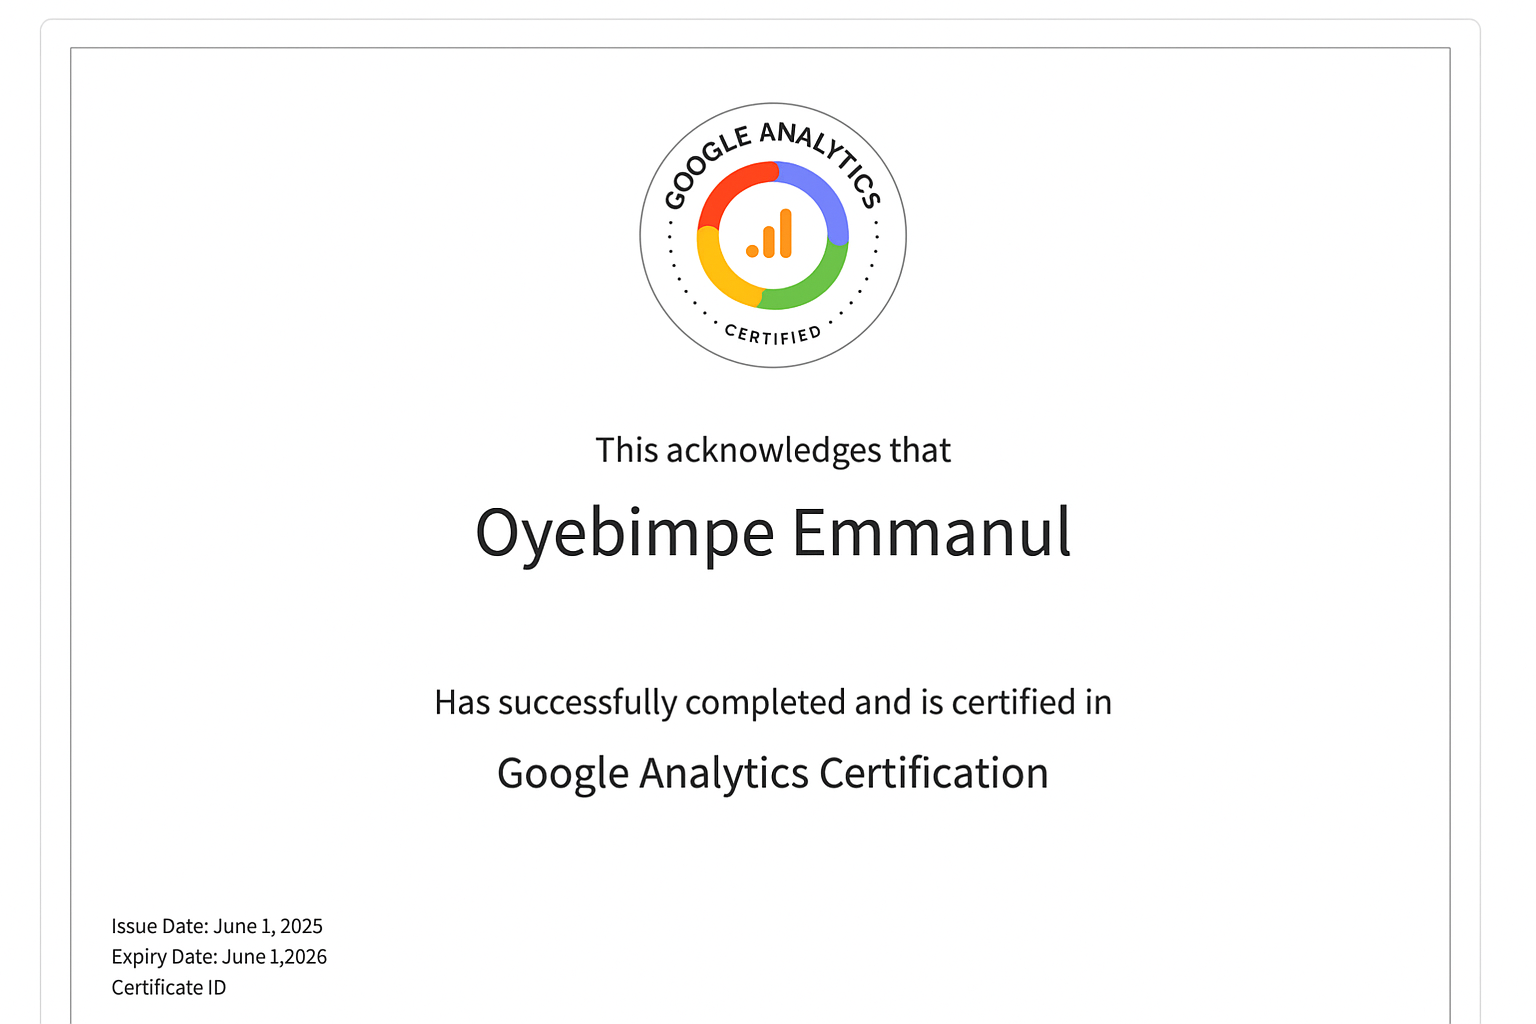 GOOGLE ANALYTICS
CERTIFIED
This acknowledges that
Oyebimpe Emmanul
Has successfully completed and is certified in
Google Analytics Certification
Issue Date: June 1, 2025
Expiry Date: June 1,2026
Certificate ID